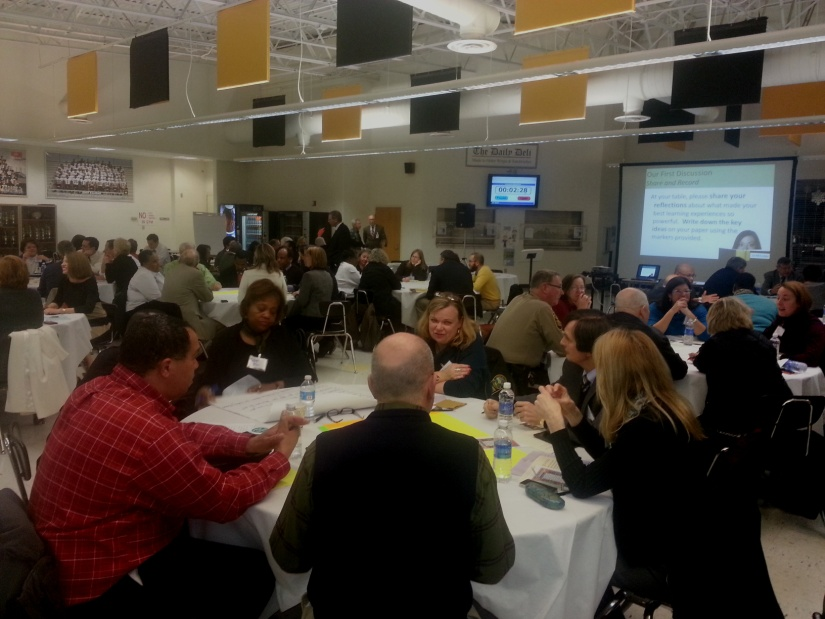 The Daily Deli
00:02:28
NO
Our First Discussion
Share and Record
At your table, please share your
reflections about what made your
best learning experiences so
powerful. Write down the key
ideas on your paper using the
markers provided.